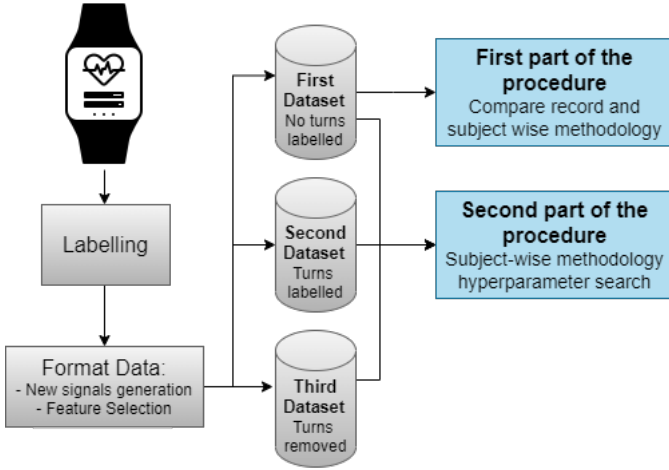 Labelling
Format Data:
- New signals generation
- Feature Selection
First
Dataset
No turns
labelled
Second
Dataset
Turns
labelled
Third
Dataset
Turns
removed
First part of the
procedure
Compare record and
subject wise methodology
Second part of the
procedure
Subject-wise methodology
hyperparameter search